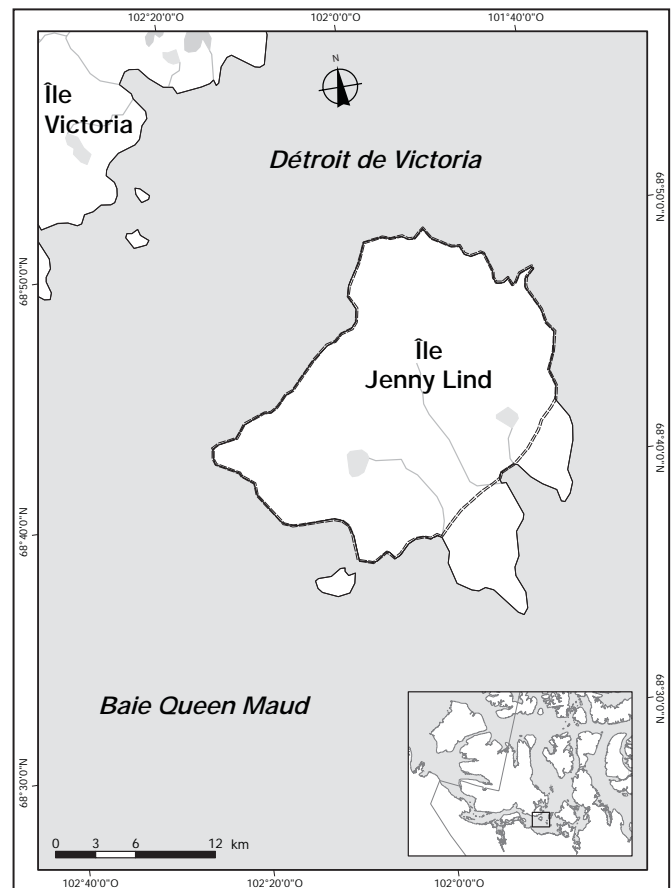 102°20'0"O 102°0'0"O 101°40'0"O
N
Île
Victoria
Détroit de Victoria
68°50'0"N
68°50'0"N
Île
Jenny Lind
68°40'0"N
68°40'0"N
Baie Queen Maud
68°30'0"N
68°30'0"N
0 3 6 12 km
102°40'0"O 102°20'0"O 102°0'0"O